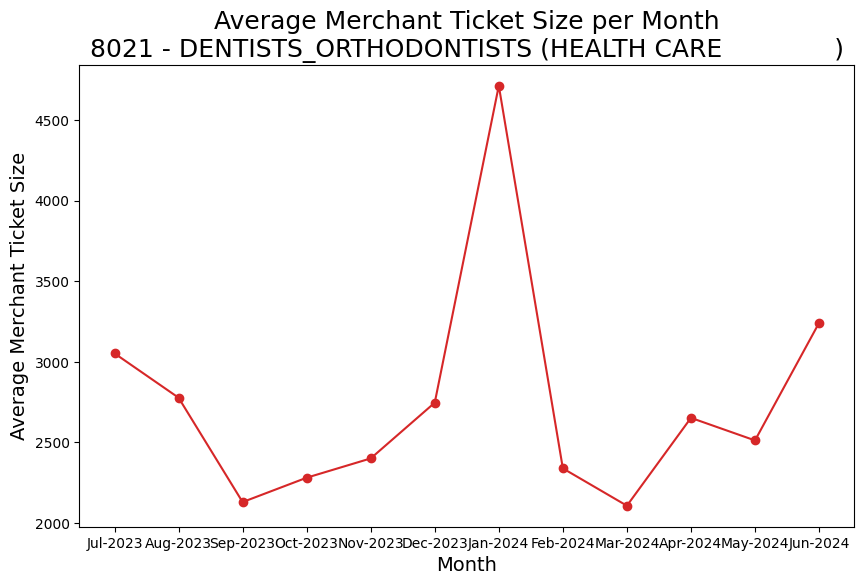 Average Merchant Ticket Size per Month
8021 - DENTISTS_ORTHODONTISTS (HEALTH CARE               )
Average Merchant Ticket Size
4500
4000
3500
3000
2500
2000
Jul-2023 Aug-2023 Sep-2023 Oct-2023 Nov-2023 Dec-2023 Jan-2024 Feb-2024 Mar-2024 Apr-2024 May-2024 Jun-2024
Month